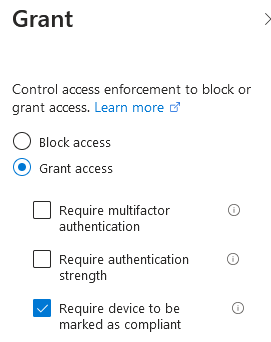 Grant
Control access enforcement to block or
grant access. Learn more
Block access
Grant access
Require multifactor
authentication
Require authentication
strength
Require device to be
marked as compliant